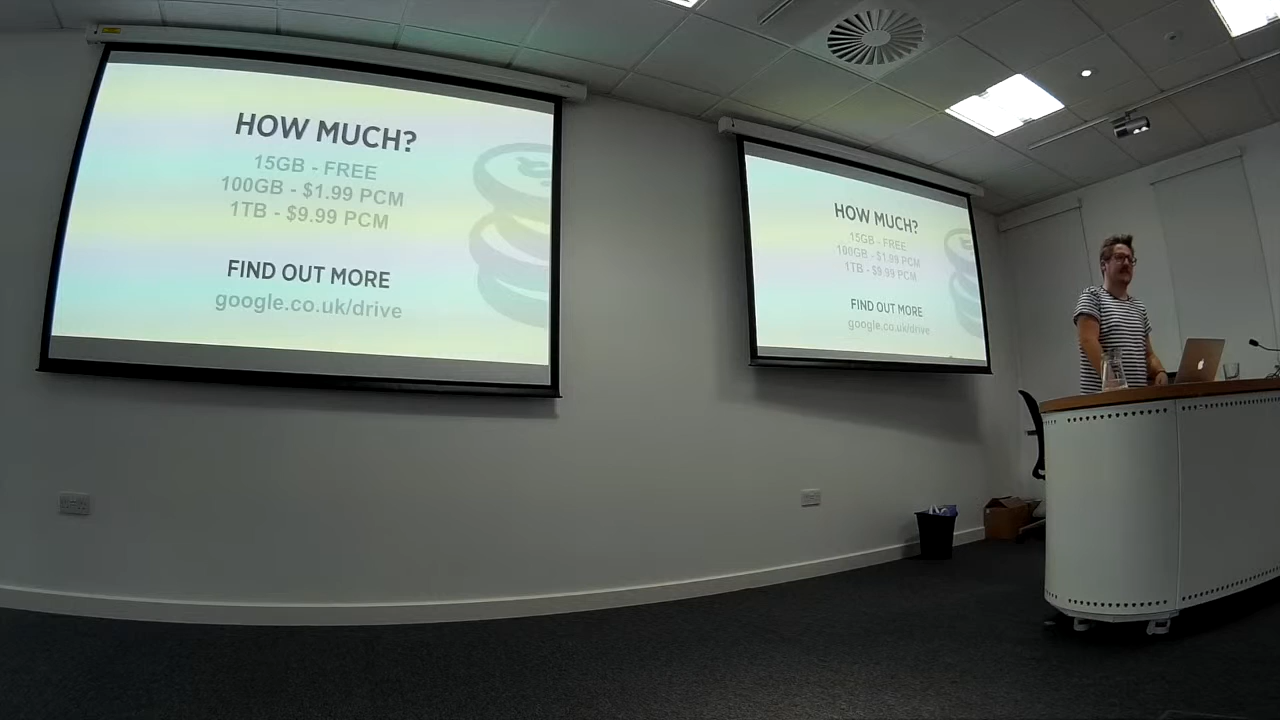 HOW MUCH?
15GB - FREE
100GB - $1.99 PCM
1TB - $9.99 PCM
FIND OUT MORE
google.co.uk/drive
HOW MUCH?
15GB - FREE
100GB - $1.99 PCM
1TB - $9.99 PCM
FIND OUT MORE
google.co.uk/drive